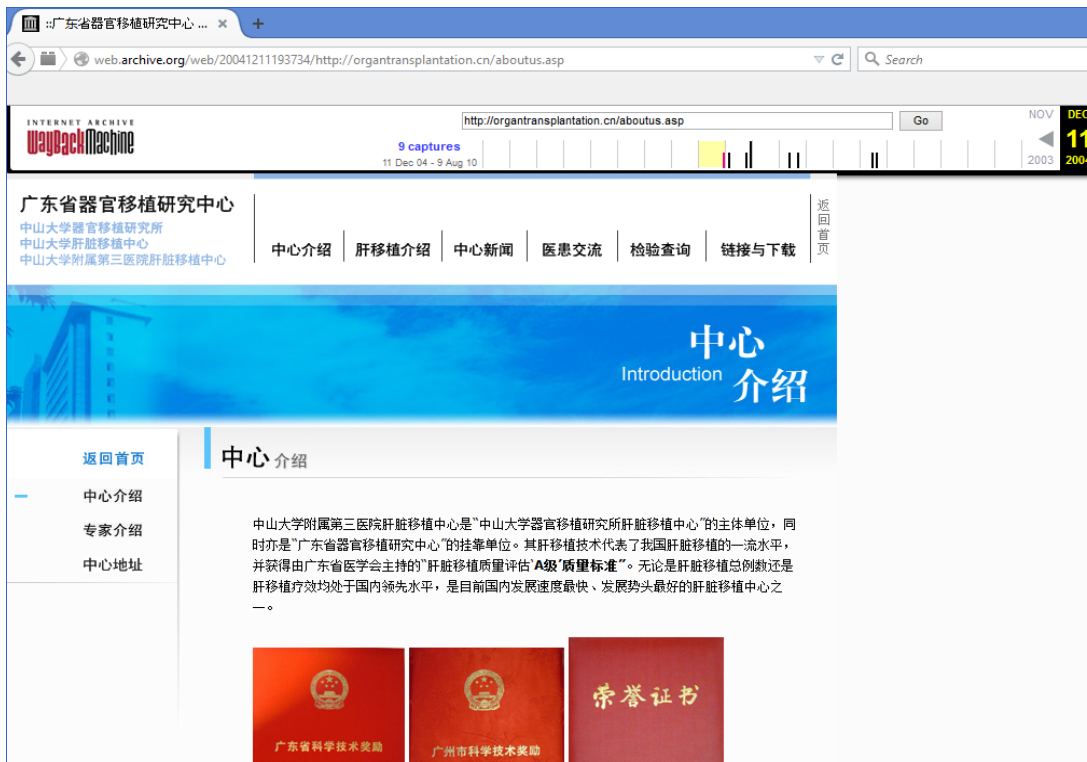 ::广东省器官移植研究中心 ... ×
+
web.archive.org/web/20041211193734/http://organtransplantation.cn/aboutus.asp
Search
INTERNET ARCHIVE
WayBackMachine
http://organtransplantation.cn/aboutus.asp
Go
NOV
DEC
9 captures
11
11 Dec 04 - 9 Aug 10
2003
2004
广东省器官移植研究中心
中山大学器官移植研究所
中山大学肝脏移植中心
中山大学附属第三医院肝脏移植中心
中心介绍
肝移植介绍
中心新闻
医患交流
检验查询
链接与下载
返回首页
中心
Introduction 介绍
返回首页
中心介绍
专家介绍
中心地址
中心 介绍
中山大学附属第三医院肝脏移植中心是“中山大学器官移植研究所肝脏移植中心”的主体单位，同
时亦是“广东省器官移植研究中心”的挂靠单位。其肝移植技术代表了我国肝脏移植的一流水平，
并获得由广东省医学会主持的“肝脏移植质量评估‘A级’质量标准”。无论是肝脏移植总例数还是
肝移植疗效均处于国内领先水平，是目前国内发展速度最快、发展势头最好的肝脏移植中心之
一。
广东省科学技术奖励
广州市科学技术奖励
荣誉证书